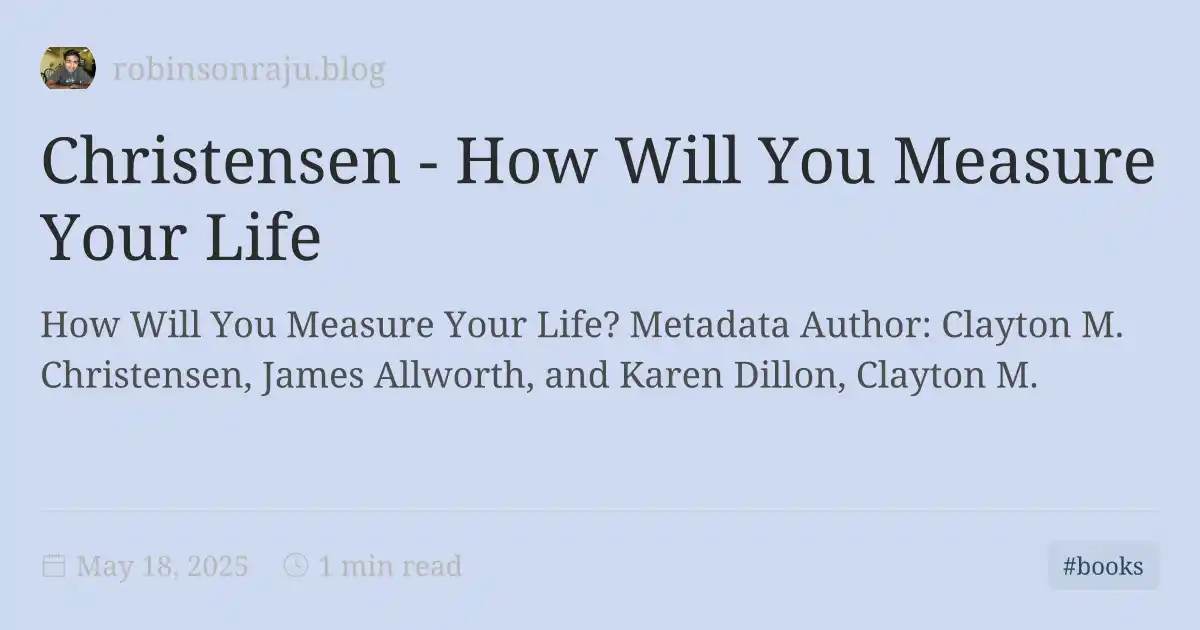 robinsonraju.blog
Christensen - How Will You Measure
Your Life
How Will You Measure Your Life? Metadata Author: Clayton M.
Christensen, James Allworth, and Karen Dillon, Clayton M.
May 18, 2025 1 min read #books